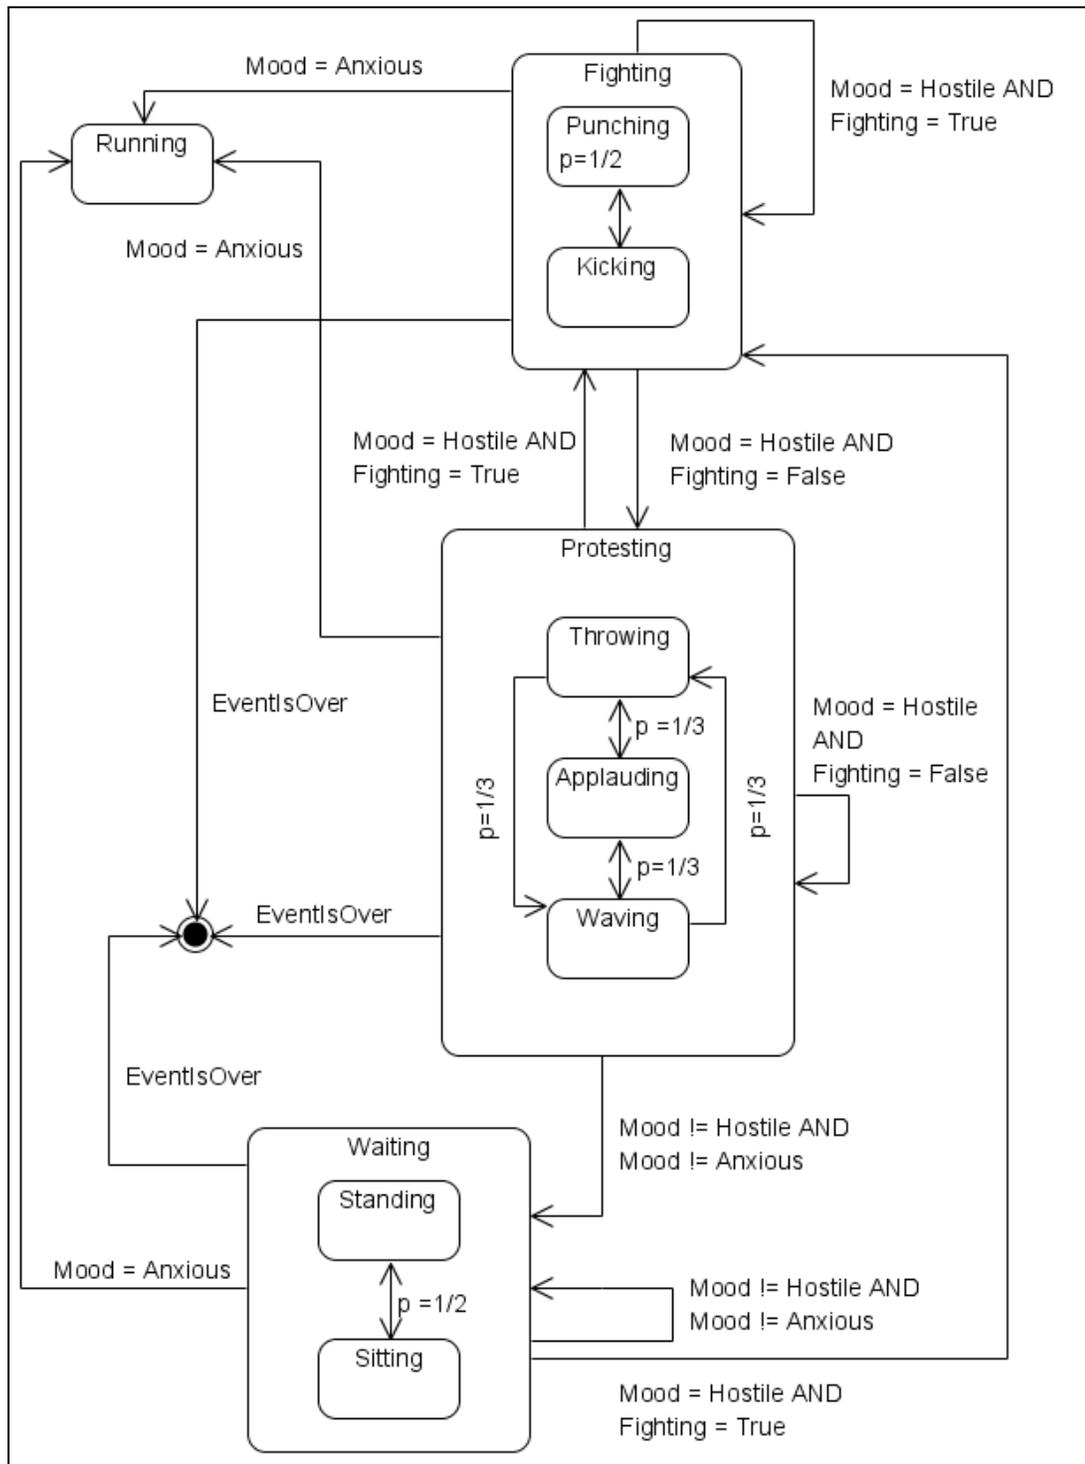 Mood = Anxious
Fighting
Mood = Hostile AND
Fighting = True
Punching
p=1/2
Running
Mood = Anxious
Kicking
Mood = Hostile AND
Fighting = True
Mood = Hostile AND
Fighting = False
Protesting
Throwing
EventIsOver
p =1/3
Mood = Hostile
AND
Fighting = False
Applauding
p=1/3
p=1/3
p=1/3
EventIsOver
Waving
EventIsOver
Mood != Hostile AND
Mood != Anxious
Waiting
Standing
Mood = Anxious
p =1/2
Mood != Hostile AND
Mood != Anxious
Sitting
Mood = Hostile AND
Fighting = True